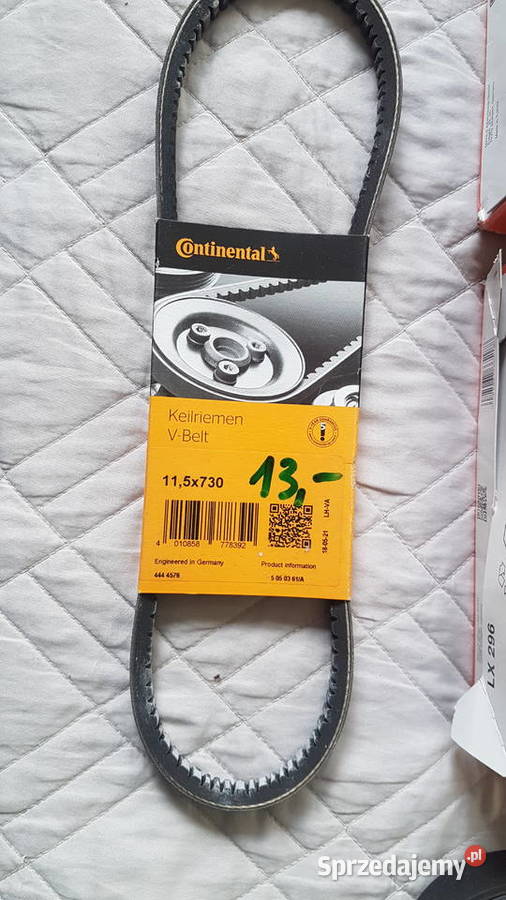 Continental
Keilriemen
V-Belt
11,5x730
13,-
4 010858 778392
LH-VA
18-05-21
Engineered in Germany
Product information
444 4578
5 05 03 61/A
LX 296
Sprzedajemy.pl